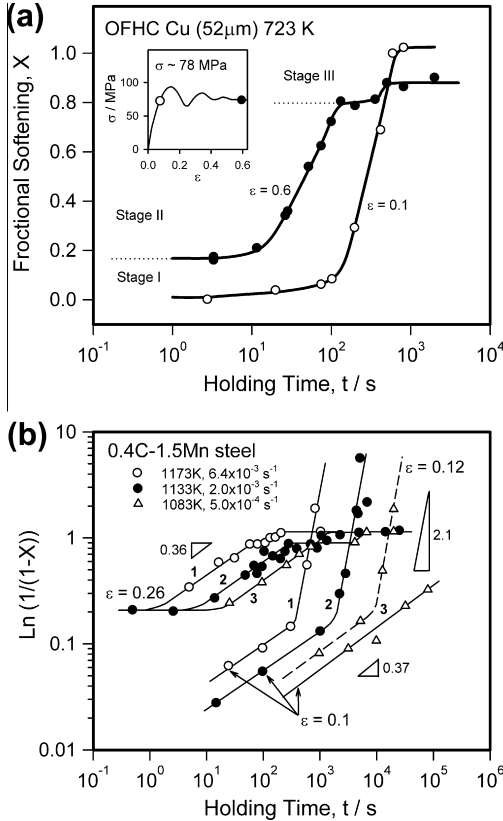 (a)
OFHC Cu (52μm) 723 K
σ ~ 78 MPa
σ / MPa
100
50
0
0.0 0.2 0.4 0.6
ε
Stage III
Stage II
Stage I
ε = 0.6
ε = 0.1
Froctional Softening, X
1.0
0.8
0.6
0.4
0.2
0.0
10⁻¹ 10⁰ 10¹ 10² 10³ 10⁴
Holding Time, t / s
(b)
0.4C-1.5Mn steel
1173K, 6.4x10⁻³ s⁻¹
1133K, 2.0x10⁻³ s⁻¹
1083K, 5.0x10⁻⁴ s⁻¹
ε = 0.12
2.1
0.36
1
2
3
ε = 0.26
1
2
3
0.37
ε = 0.1
Ln (1/(1-X))
10
1
0.1
0.01
10⁻¹ 10⁰ 10¹ 10² 10³ 10⁴ 10⁵ 10⁶
Holding Time, t / s